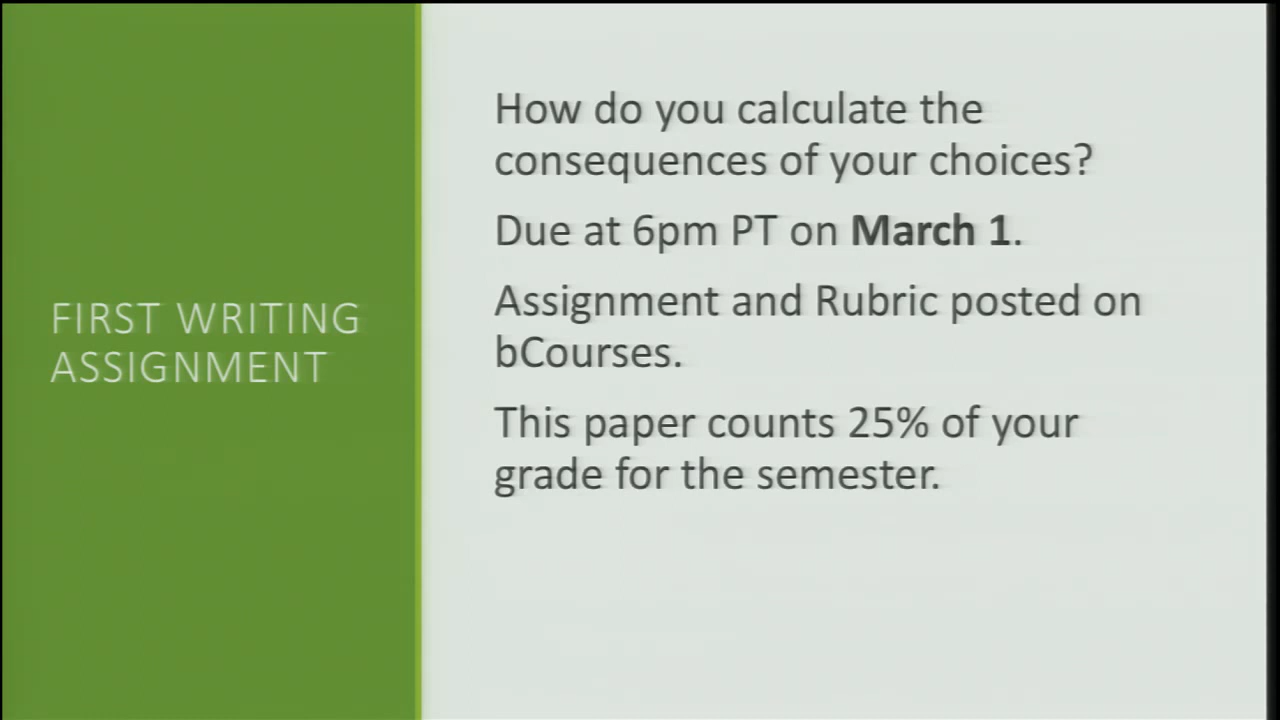 FIRST WRITING
ASSIGNMENT
How do you calculate the
consequences of your choices?
Due at 6pm PT on March 1.
Assignment and Rubric posted on
bCourses.
This paper counts 25% of your
grade for the semester.